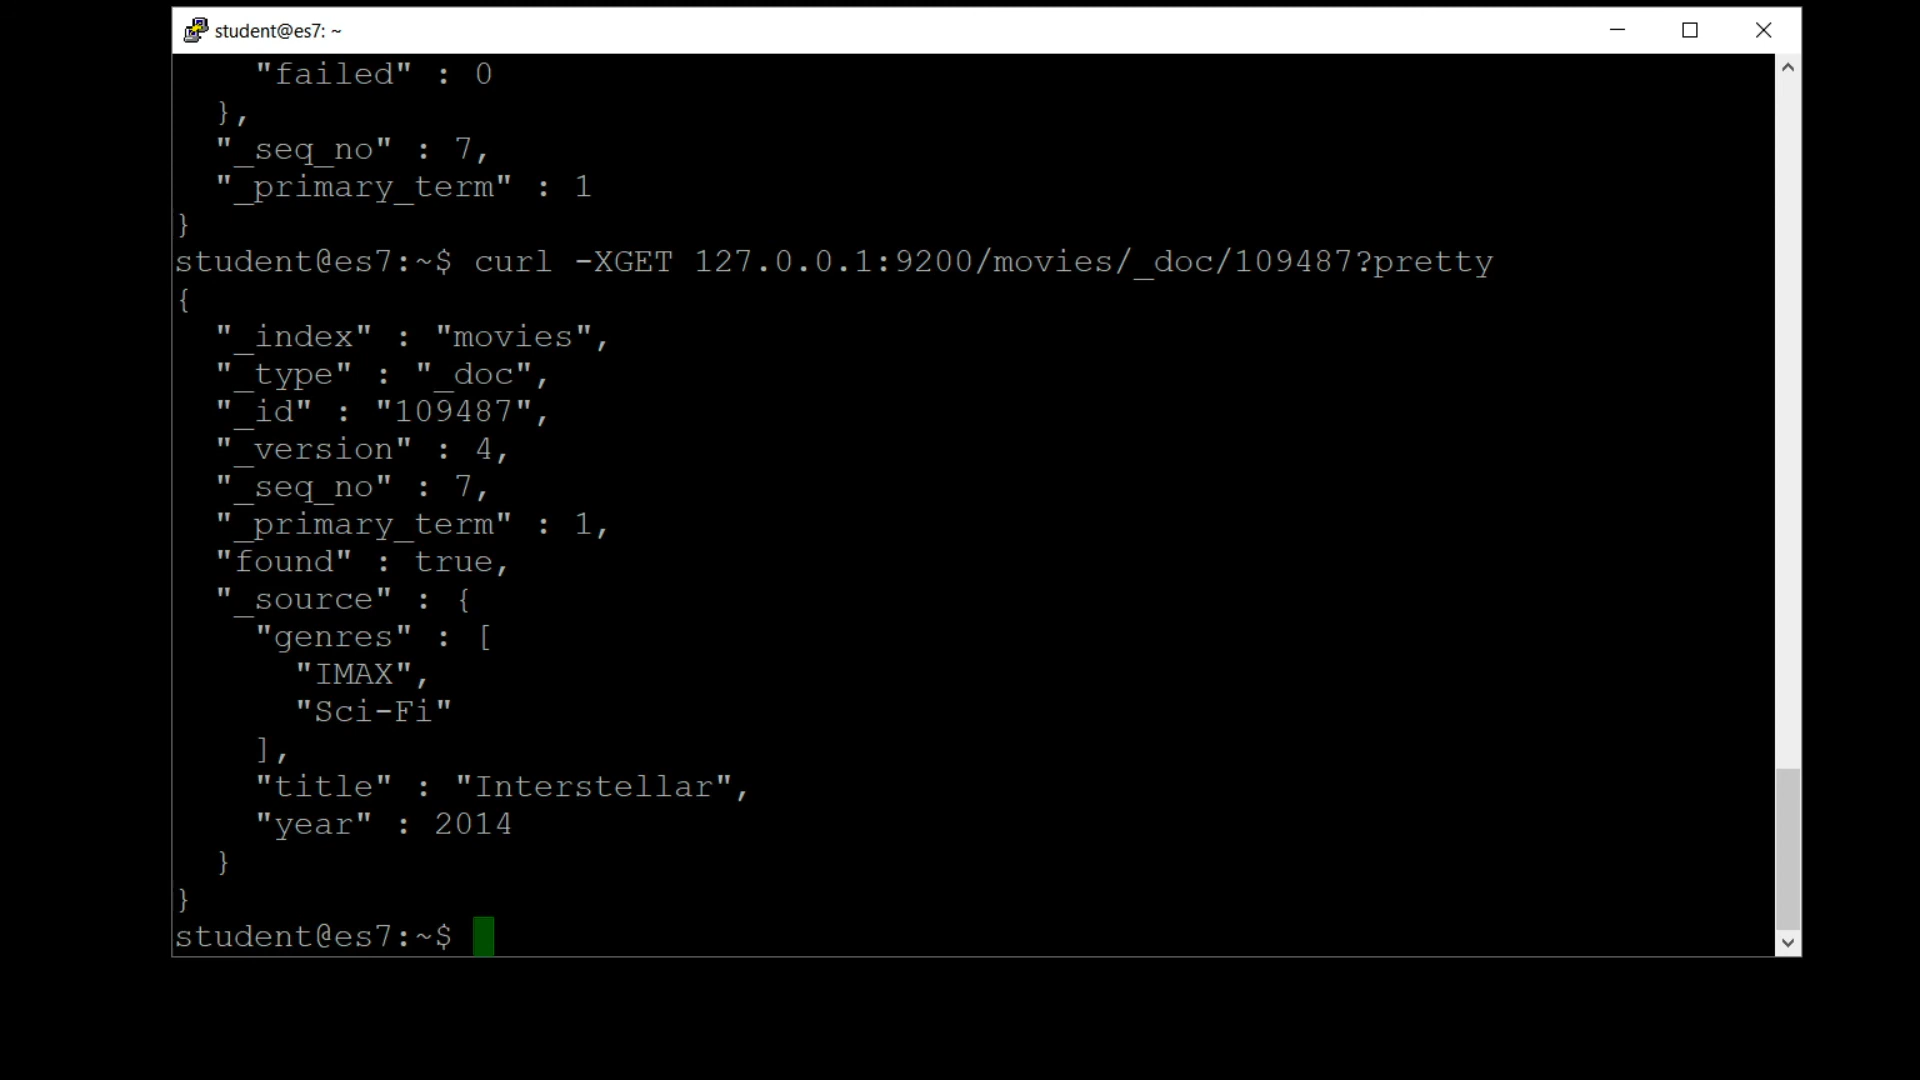 student@es7: ~
"failed" : 0
},
"_seq_no" : 7,
"_primary_term" : 1
}
student@es7:~$ curl -XGET 127.0.0.1:9200/movies/_doc/109487?pretty
{
"_index" : "movies",
"_type" : "_doc",
"_id" : "109487",
"_version" : 4,
"_seq_no" : 7,
"_primary_term" : 1,
"found" : true,
"_source" : {
"genres" : [
"IMAX",
"Sci-Fi"
],
"title" : "Interstellar",
"year" : 2014
}
}
student@es7:~$